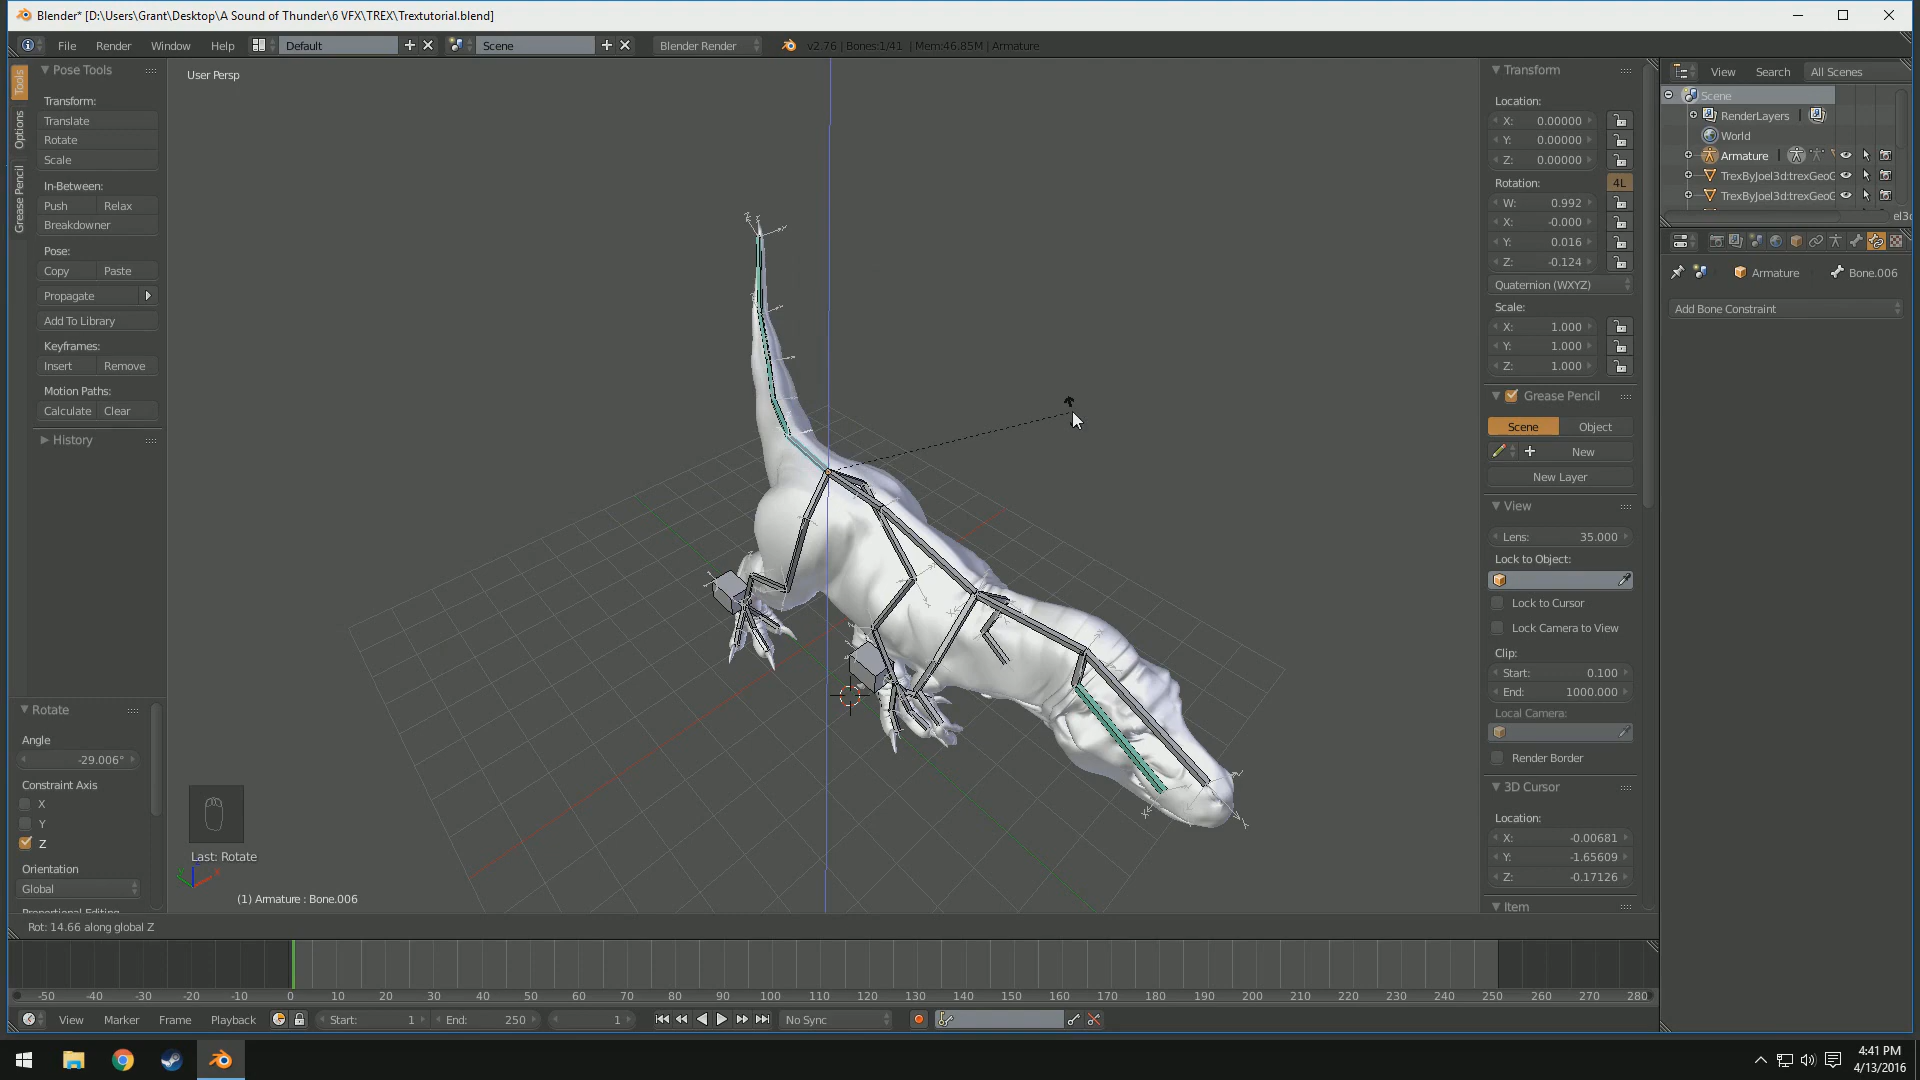 Blender* [D:\Users\Grant\Desktop\A Sound of Thunder\6 VFX\TREX\Trextutorial.blend]
File Render Window Help Default Scene Blender Render v2.76 | Bones:1/41 | Mem:46.85M | Armature
Tools
Options
Grease Pencil
Pose Tools
Transform:
Translate
Rotate
Scale
In-Between:
Push Relax
Breakdowner
Pose:
Copy Paste
Propagate
Add To Library
Keyframes:
Insert Remove
Motion Paths:
Calculate Clear
History
Rotate
Angle
-29.006°
Constraint Axis
X
Y
Z
Orientation
Global
Proportional Editing
User Persp
Last: Rotate
(1) Armature : Bone.006
Rot: 14.66 along global Z
Transform
Location:
X: 0.00000
Y: 0.00000
Z: 0.00000
Rotation: 4L
W: 0.992
X: -0.000
Y: 0.016
Z: -0.124
Quaternion (WXYZ)
Scale:
X: 1.000
Y: 1.000
Z: 1.000
Grease Pencil
Scene Object
New
New Layer
View
Lens: 35.000
Lock to Object:
Lock to Cursor
Lock Camera to View
Clip:
Start: 0.100
End: 1000.000
Local Camera:
Render Border
3D Cursor
Location:
X: -0.00681
Y: -1.65609
Z: -0.17126
Item
View Search All Scenes
Scene
RenderLayers
World
Armature
TrexByJoel3d:trexGeoG
TrexByJoel3d:trexGeoG
el3d
Armature Bone.006
Add Bone Constraint
-50 -40 -30 -20 -10 0 10 20 30 40 50 60 70 80 90 100 110 120 130 140 150 160 170 180 190 200 210 220 230 240 250 260 270 280
View Marker Frame Playback Start: 1 End: 250 1 No Sync
4:41 PM
4/13/2016